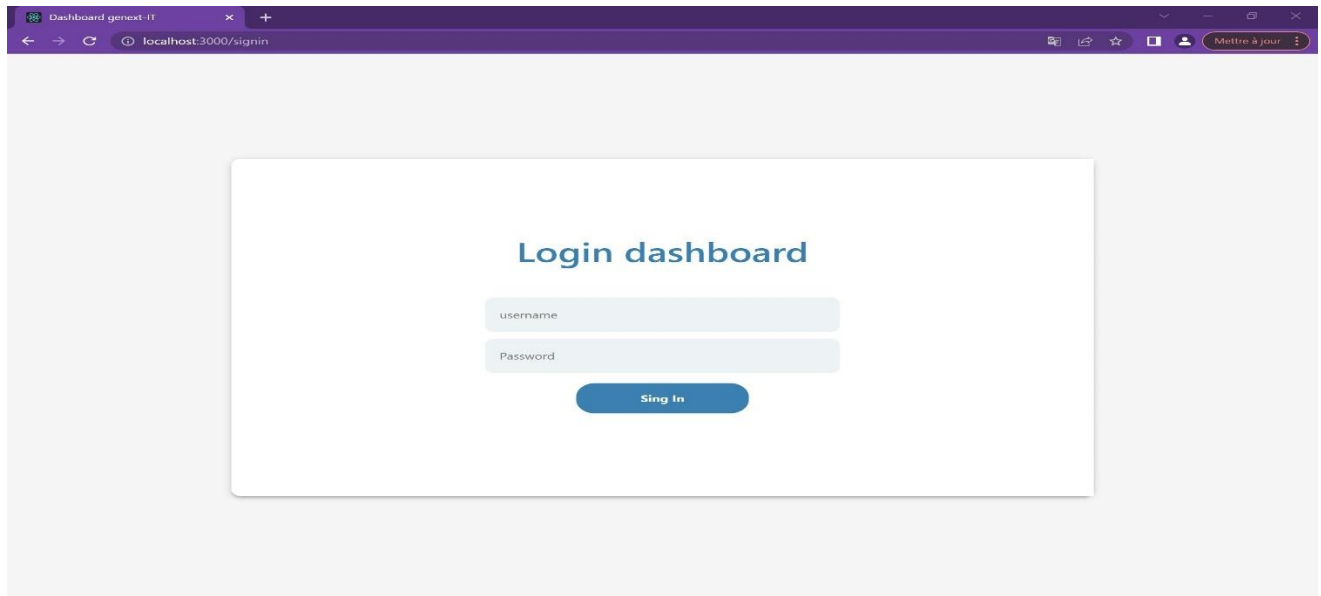 Dashboard genext-IT
localhost:3000/signin
Mettre à jour
Login dashboard
username
Password
Sing In